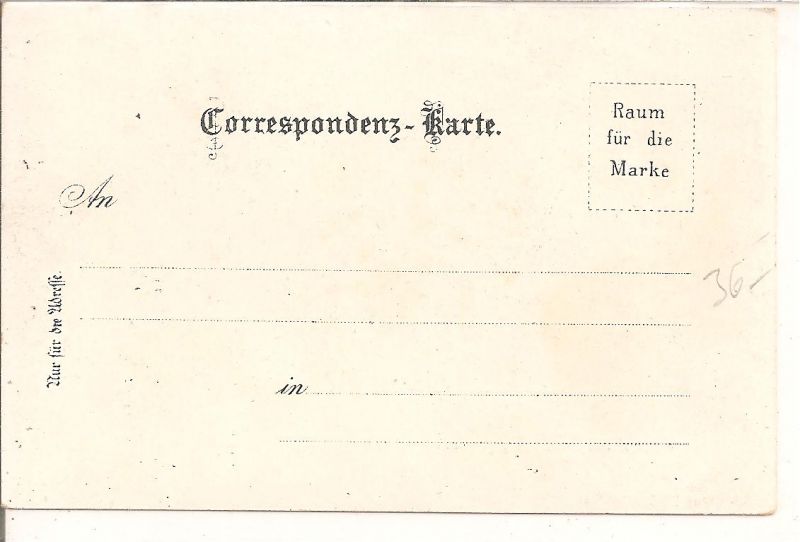 Correspondenz-Karte.
Raum
für die
Marke
An
Nur für die Adresse.
in
36.-